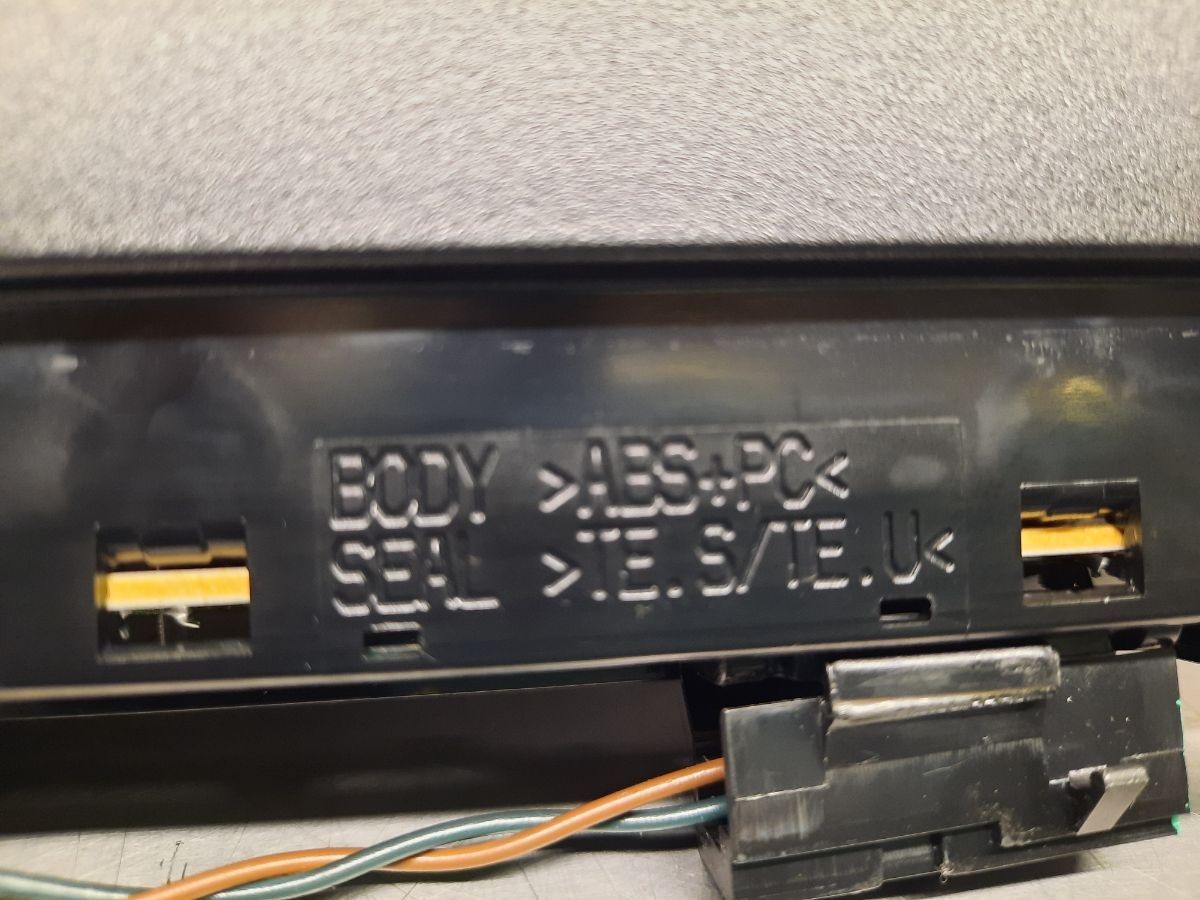 BODY >ABS+PC<
SEAL >TE.S/TE.U<